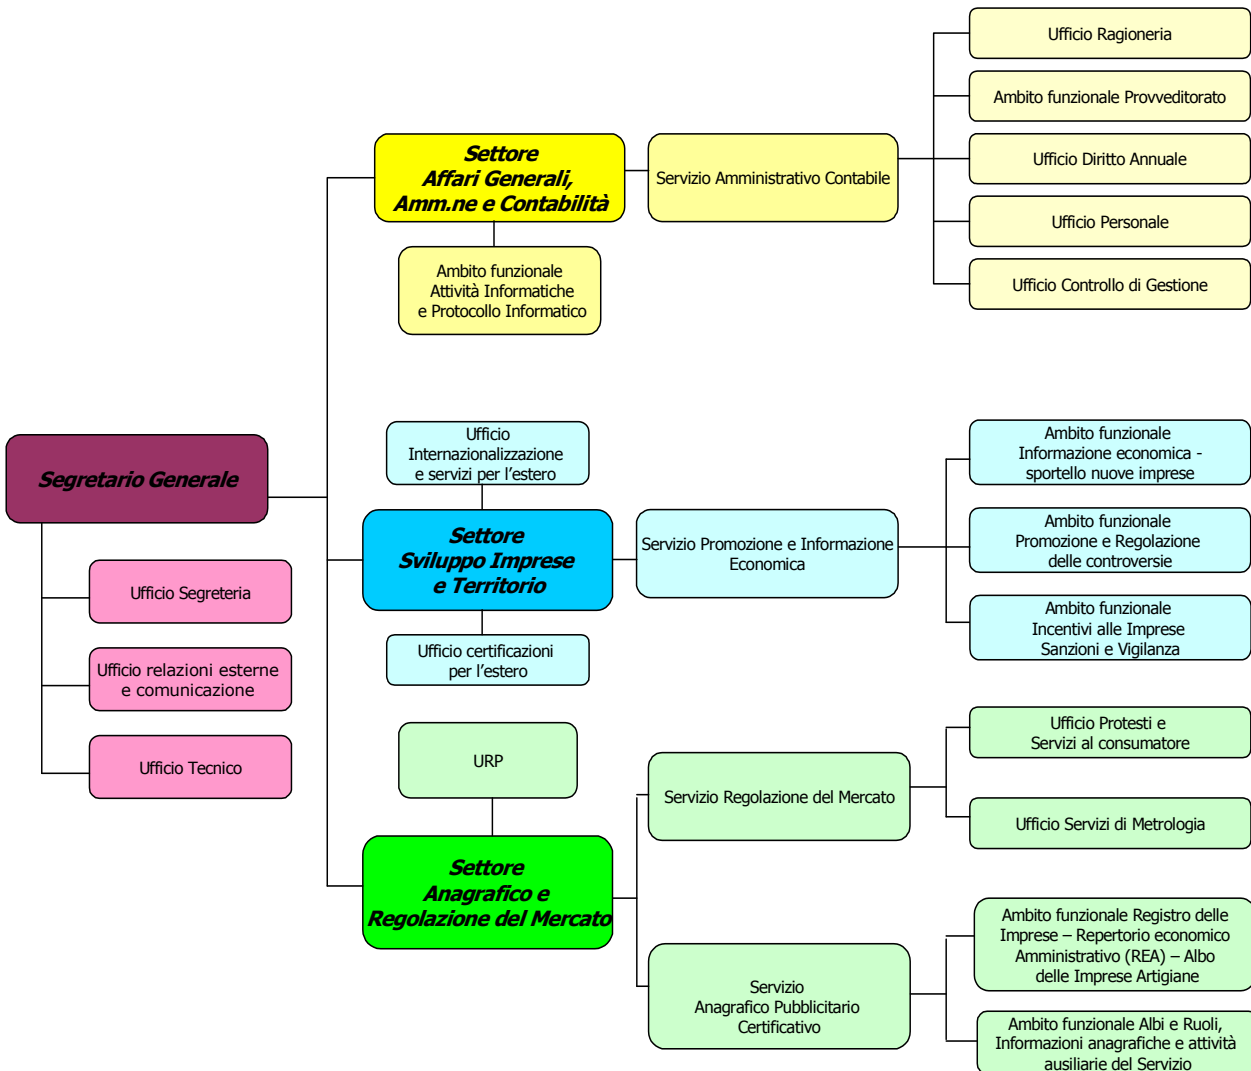 Segretario Generale
Ufficio Segreteria
Ufficio relazioni esterne
e comunicazione
Ufficio Tecnico
Settore
Affari Generali,
Amm.ne e Contabilità
Ambito funzionale
Attività Informatiche
e Protocollo Informatico
Servizio Amministrativo Contabile
Ufficio Ragioneria
Ambito funzionale Provveditorato
Ufficio Diritto Annuale
Ufficio Personale
Ufficio Controllo di Gestione
Ufficio
Internazionalizzazione
e servizi per l’estero
Settore
Sviluppo Imprese
e Territorio
Ufficio certificazioni
per l’estero
Servizio Promozione e Informazione
Economica
Ambito funzionale
Informazione economica -
sportello nuove imprese
Ambito funzionale
Promozione e Regolazione
delle controversie
Ambito funzionale
Incentivi alle Imprese
Sanzioni e Vigilanza
URP
Settore
Anagrafico e
Regolazione del Mercato
Servizio Regolazione del Mercato
Ufficio Protesti e
Servizi al consumatore
Ufficio Servizi di Metrologia
Servizio
Anagrafico Pubblicitario
Certificativo
Ambito funzionale Registro delle
Imprese – Repertorio economico
Amministrativo (REA) – Albo
delle Imprese Artigiane
Ambito funzionale Albi e Ruoli,
Informazioni anagrafiche e attività
ausiliarie del Servizio